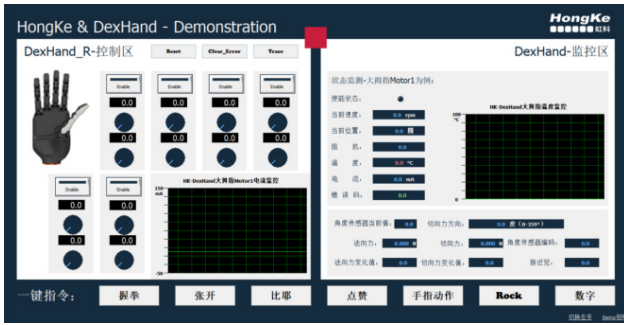 HongKe & DexHand - Demonstration
HongKe
虹科
DexHand_R-控制区
Reset
Clear_Error
Trace
DexHand-监控区
Enable
Enable
Enable
Enable
0.0
0.0
0.0
0.0
0.0
0.0
0.0
0.0
Enable
Enable
0.0
0.0
0.0
0.0
HK-DexHand大拇指Motor1电流监控
150
mA
-50
状态监测-大拇指Motor1为例:
使能状态:
当前速度: 0.0 rpm
当前位置: 0.0 圈
阻 抗: 0.0
温 度: 0.0 ℃
电 流: 0.0 mA
错 误 码: 0.0
HK-DexHand大拇指温度监控
100
℃
0
角度传感器当前值: 0.0 切向力方向: 0.0 度 (0-359°)
法向力: 0.000 N 切向力: 0.000 N 角度传感器编码: 0.0
法向力变化值: 0.0 切向力变化值: 0.0 接近觉: 0.0
一键指令:
握拳
张开
比耶
点赞
手指动作
Rock
数字
切换左手